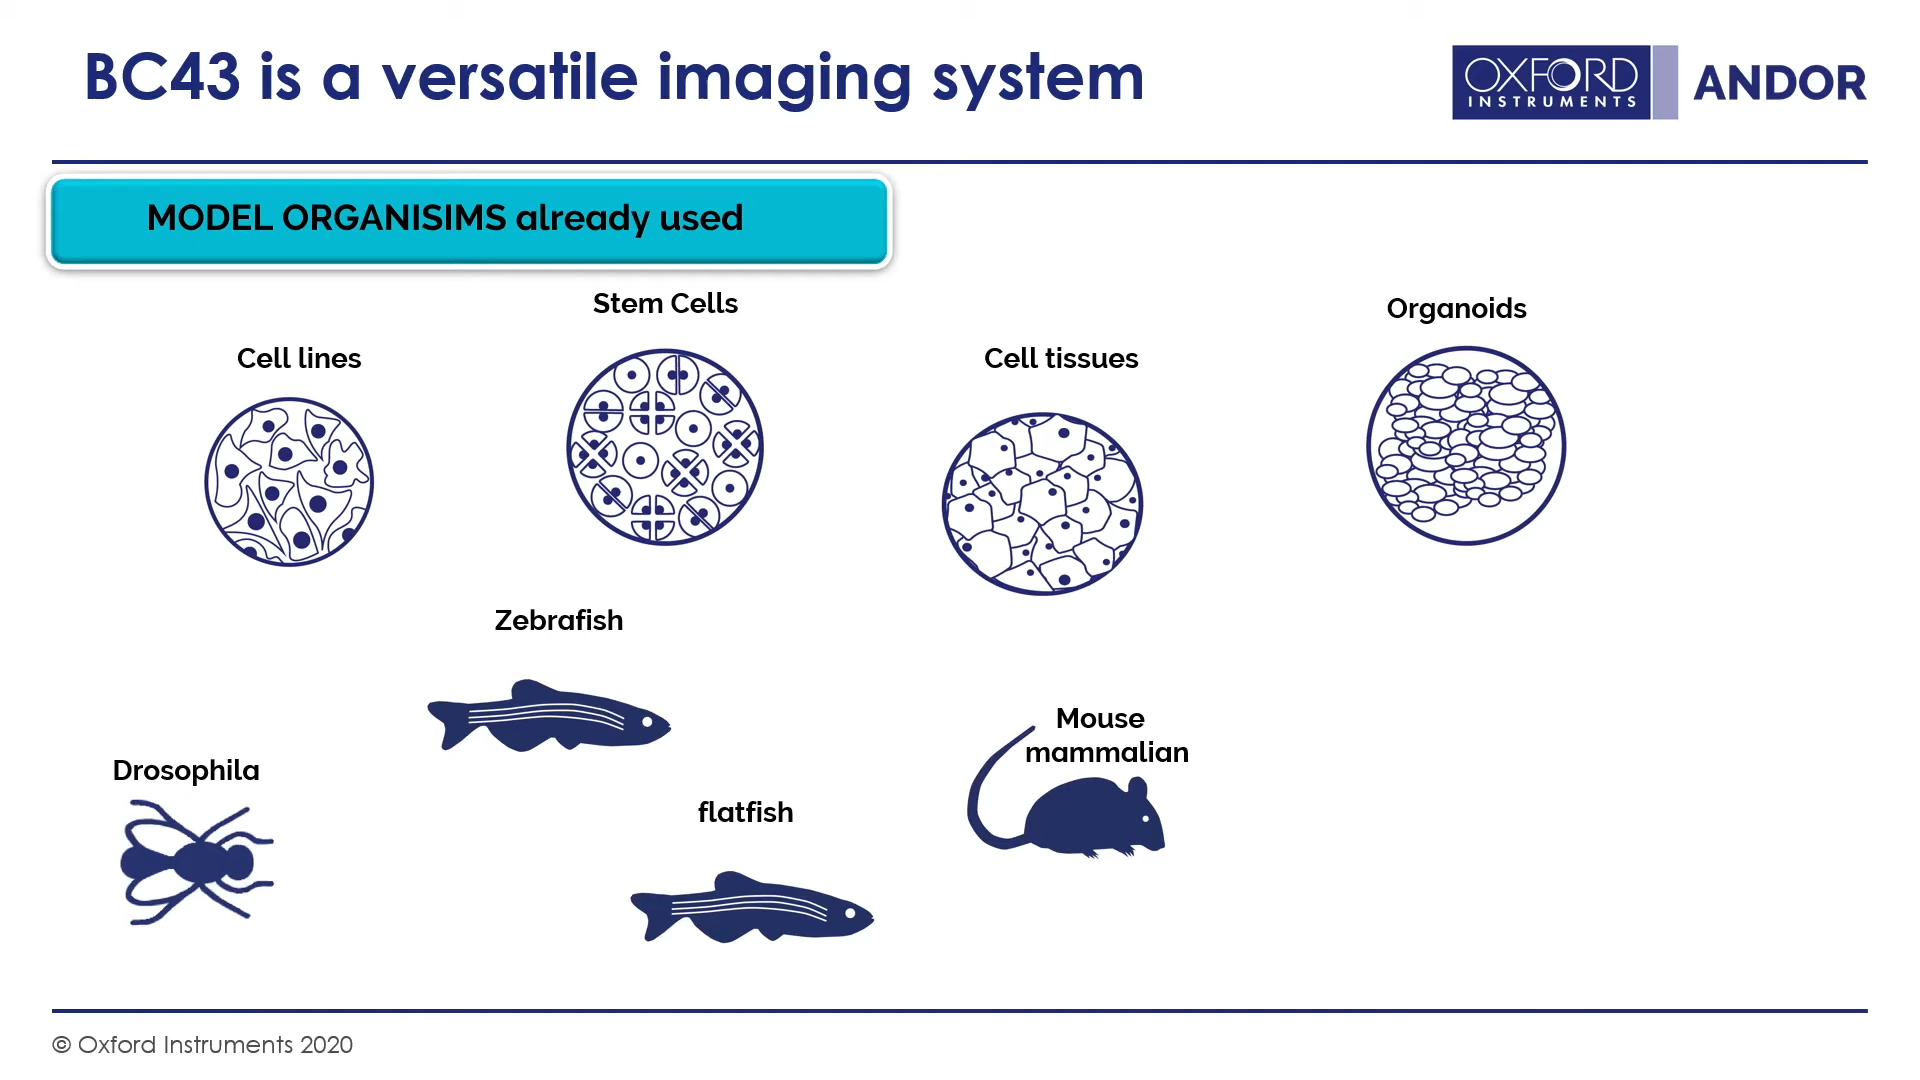 BC43 is a versatile imaging system
OXFORD
INSTRUMENTS
ANDOR
MODEL ORGANISIMS already used
Stem Cells
Organoids
Cell lines
Cell tissues
Zebrafish
Mouse
mammalian
Drosophila
flatfish
© Oxford Instruments 2020